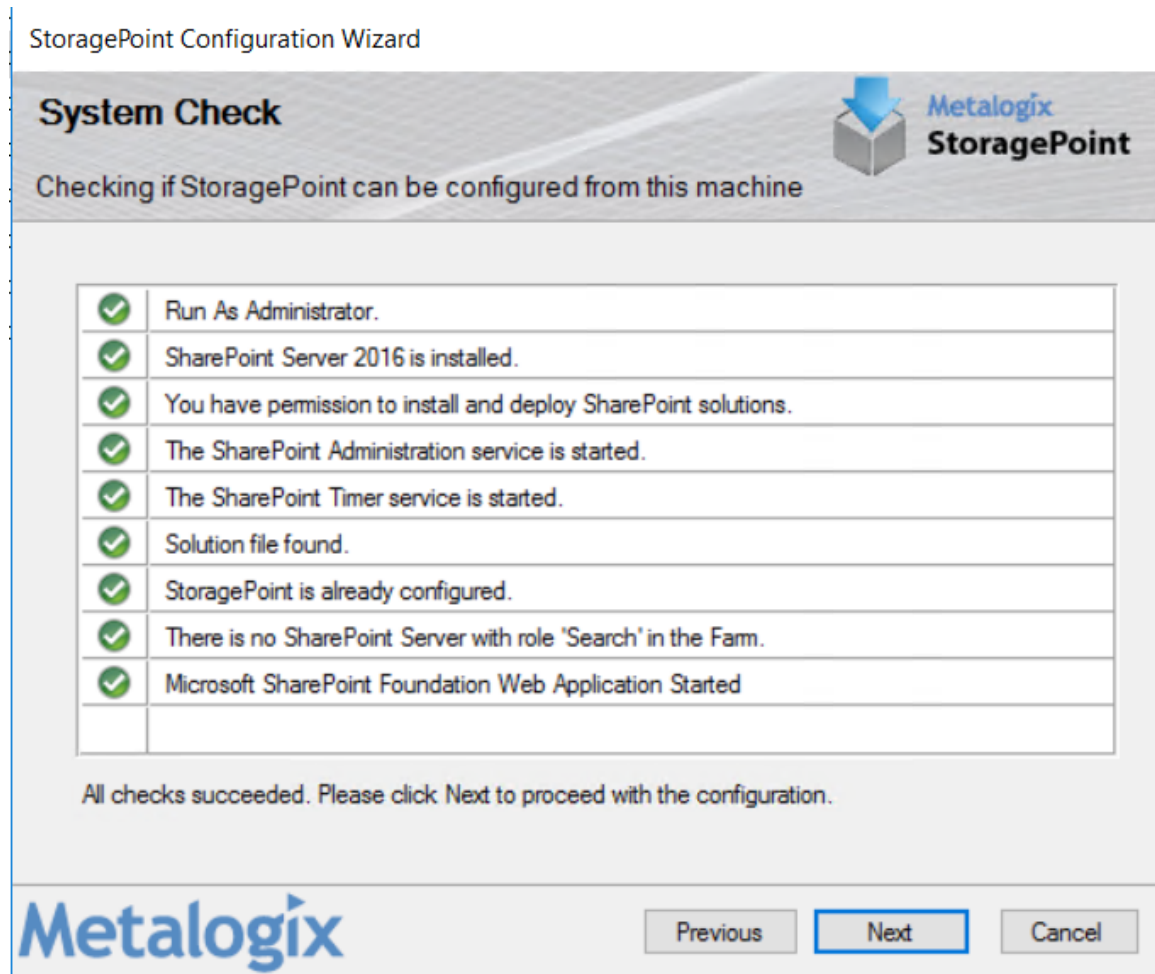 StoragePoint Configuration Wizard
System Check
Metalogix
StoragePoint
Checking if StoragePoint can be configured from this machine
Run As Administrator.
SharePoint Server 2016 is installed.
You have permission to install and deploy SharePoint solutions.
The SharePoint Administration service is started.
The SharePoint Timer service is started.
Solution file found.
StoragePoint is already configured.
There is no SharePoint Server with role 'Search' in the Farm.
Microsoft SharePoint Foundation Web Application Started
All checks succeeded. Please click Next to proceed with the configuration.
Metalogix
Previous
Next
Cancel